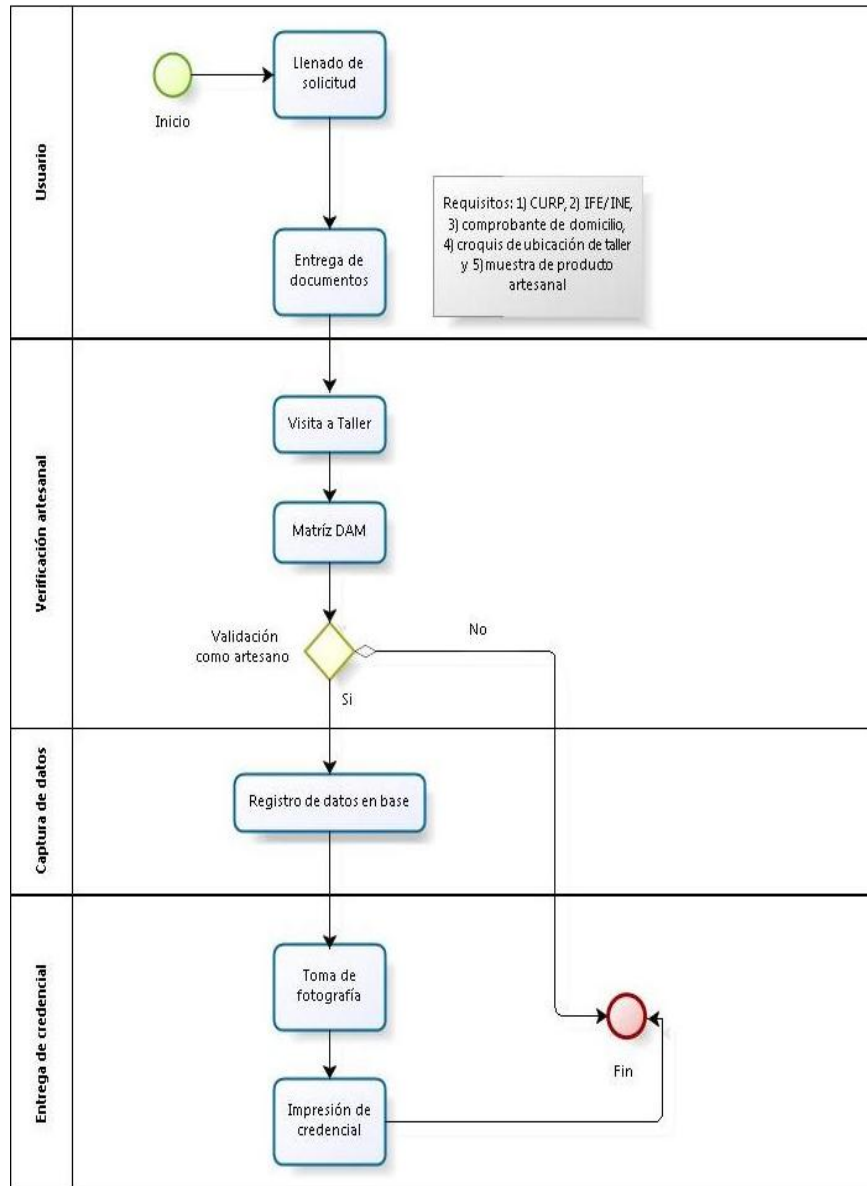 Usuario
Llenado de
solicitud
Inicio
Requisitos: 1) CURP, 2) IFE/INE,
3) comprobante de domicilio,
4) croquis de ubicación de taller
y 5)muestra de producto
artesanal
Entrega de
documentos
Verificación artesanal
Visita a Taller
Matríz DAM
Validación
como artesano
No
Si
Captura de datos
Registro de datos en base
Entrega de credencial
Toma de
fotografía
Fin
Impresión de
credencial